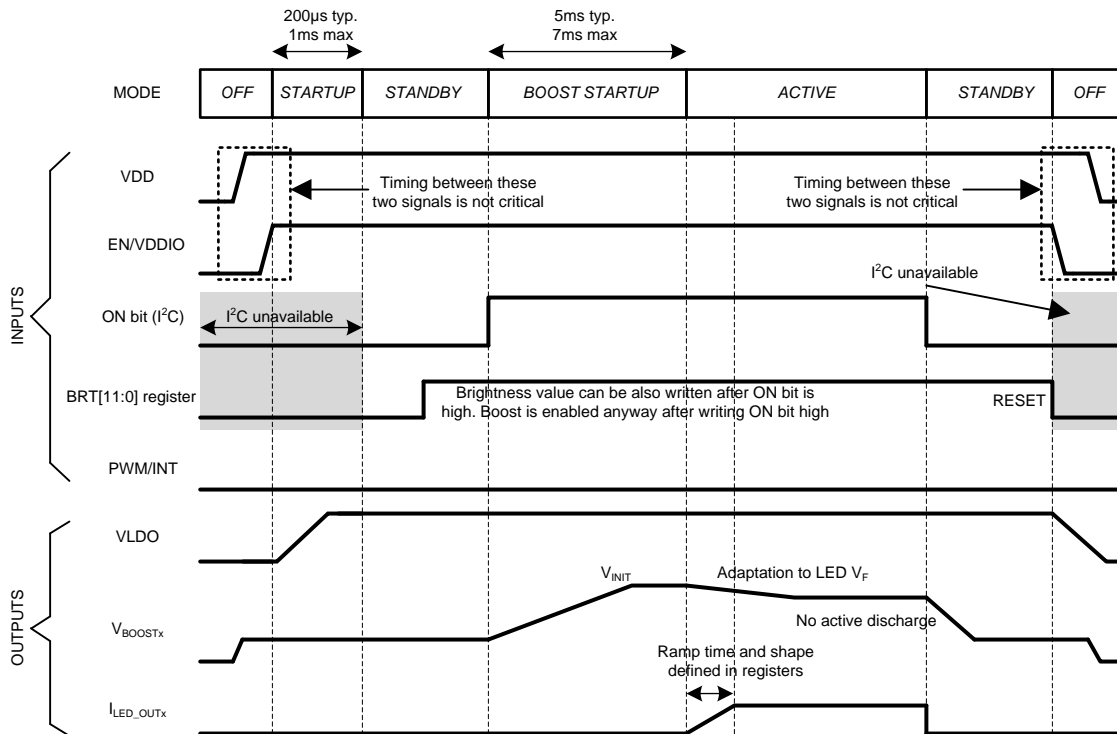 200µs typ.
1ms max
5ms typ.
7ms max
MODE
OFF
STARTUP
STANDBY
BOOST STARTUP
ACTIVE
STANDBY
OFF
INPUTS
VDD
Timing between these
two signals is not critical
Timing between these
two signals is not critical
EN/VDDIO
I²C unavailable
ON bit (I²C)
I²C unavailable
BRT[11:0] register
Brightness value can be also written after ON bit is
high. Boost is enabled anyway after writing ON bit high
RESET
PWM/INT
OUTPUTS
VLDO
V_INIT
Adaptation to LED V_F
V_BOOSTx
No active discharge
Ramp time and shape
defined in registers
I_LED_OUTx